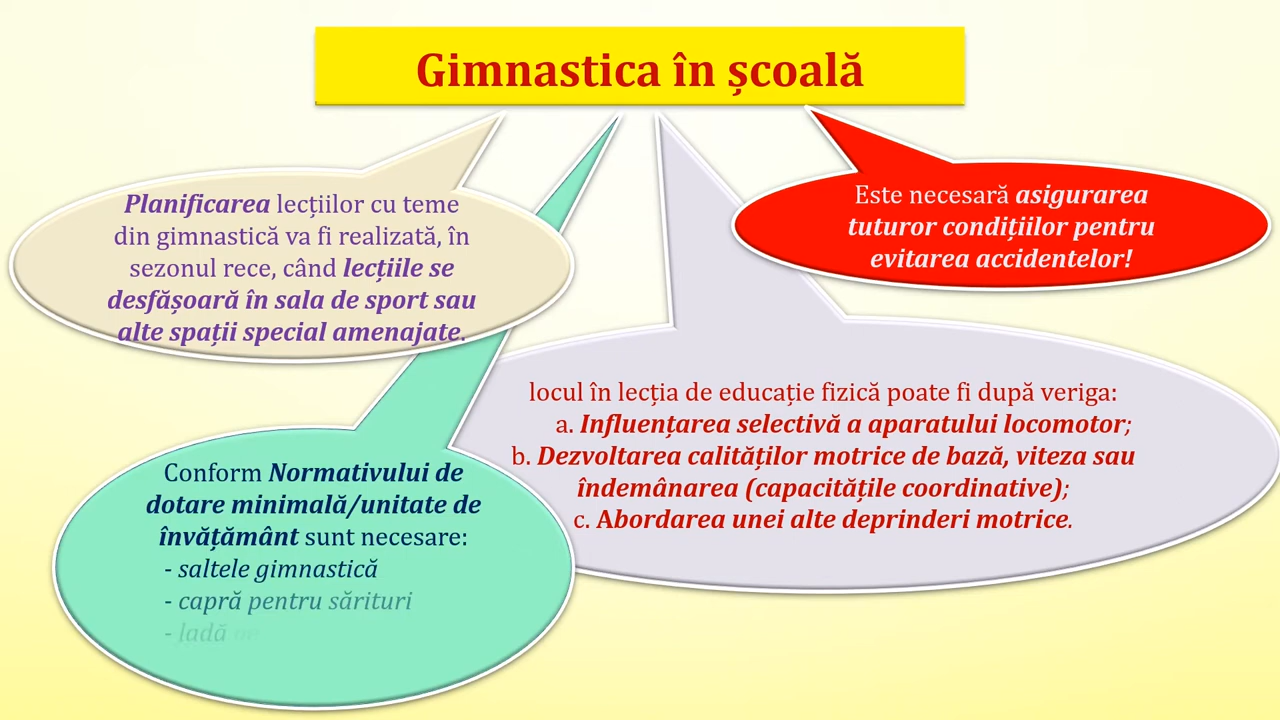 Gimnastica în școală
Planificarea lecțiilor cu teme
din gimnastică va fi realizată, în
sezonul rece, când lecțiile se
desfășoară în sala de sport sau
alte spații special amenajate.
Este necesară asigurarea
tuturor condițiilor pentru
evitarea accidentelor!
locul în lecția de educație fizică poate fi după veriga:
a. Influențarea selectivă a aparatului locomotor;
b. Dezvoltarea calităților motrice de bază, viteza sau
îndemânarea (capacitățile coordinative);
c. Abordarea unei alte deprinderi motrice.
Conform Normativului de
dotare minimală/unitate de
învățământ sunt necesare:
- saltele gimnastică
- capră pentru sărituri
- ladă